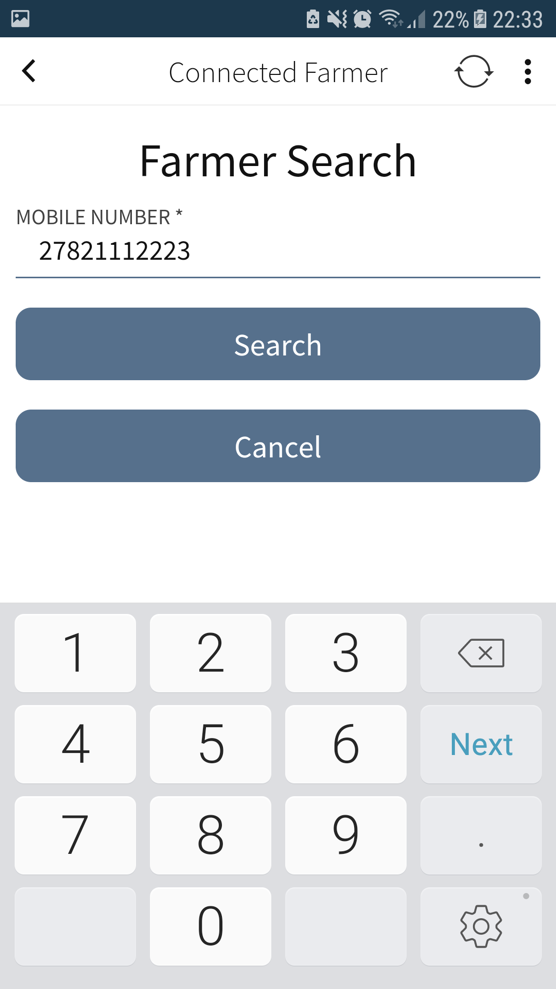 22% 22:33
Connected Farmer
Farmer Search
MOBILE NUMBER *
27821112223
Search
Cancel
1 2 3
4 5 6 Next
7 8 9 .
0